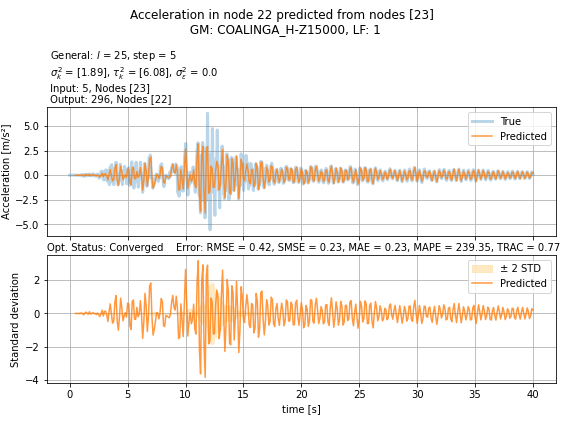 Acceleration in node 22 predicted from nodes [23]
GM: COALINGA_H-Z15000, LF: 1
General: l = 25, step = 5
σ²ₖ = [1.89], τ²ₖ = [6.08], σ²ε = 0.0
Input: 5, Nodes [23]
Output: 296, Nodes [22]
Acceleration [m/s²]
5.0
2.5
0.0
−2.5
−5.0
True
Predicted
Opt. Status: Converged Error: RMSE = 0.42, SMSE = 0.23, MAE = 0.23, MAPE = 239.35, TRAC = 0.77
Standard deviation
2
0
−2
−4
± 2 STD
Predicted
0 5 10 15 20 25 30 35 40
time [s]